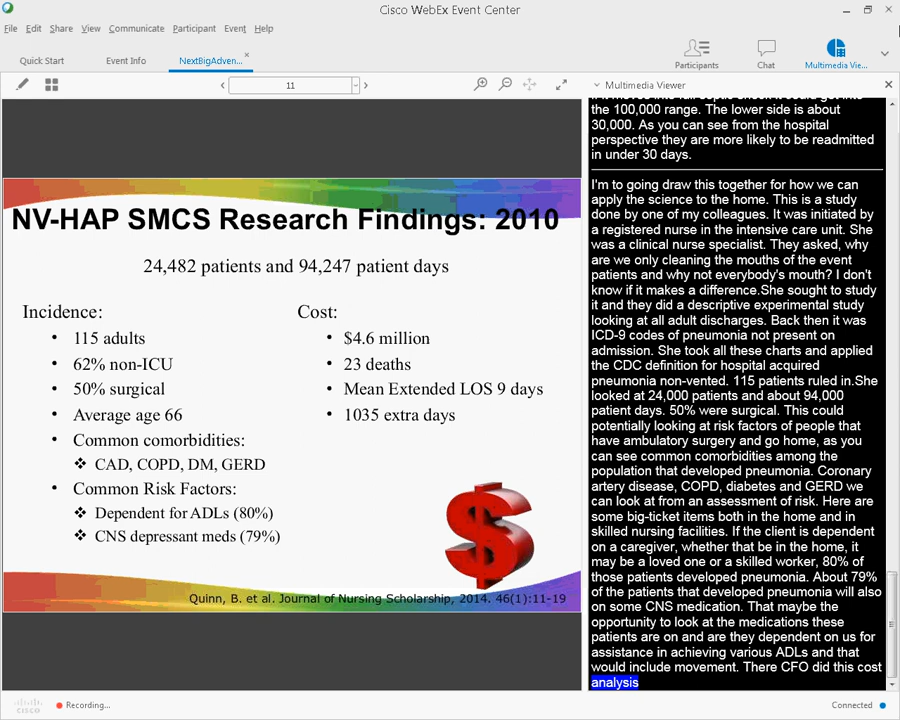 Cisco WebEx Event Center
File Edit Share View Communicate Participant Event Help
Quick Start Event Info NextBigAdven...
Participants Chat Multimedia Vie...
11
Multimedia Viewer
NV-HAP SMCS Research Findings: 2010
24,482 patients and 94,247 patient days
Incidence:
• 115 adults
• 62% non-ICU
• 50% surgical
• Average age 66
• Common comorbidities:
❖ CAD, COPD, DM, GERD
• Common Risk Factors:
❖ Dependent for ADLs (80%)
❖ CNS depressant meds (79%)
Cost:
• $4.6 million
• 23 deaths
• Mean Extended LOS 9 days
• 1035 extra days
Quinn, B. et al. Journal of Nursing Scholarship, 2014. 46(1):11-19
the 100,000 range. The lower side is about
30,000. As you can see from the hospital
perspective they are more likely to be readmitted
in under 30 days.
I'm to going draw this together for how we can
apply the science to the home. This is a study
done by one of my colleagues. It was initiated by
a registered nurse in the intensive care unit. She
was a clinical nurse specialist. They asked, why
are we only cleaning the mouths of the event
patients and why not everybody's mouth? I don't
know if it makes a difference.She sought to study
it and they did a descriptive experimental study
looking at all adult discharges. Back then it was
ICD-9 codes of pneumonia not present on
admission. She took all these charts and applied
the CDC definition for hospital acquired
pneumonia non-vented. 115 patients ruled in.She
looked at 24,000 patients and about 94,000
patient days. 50% were surgical. This could
potentially looking at risk factors of people that
have ambulatory surgery and go home, as you
can see common comorbidities among the
population that developed pneumonia. Coronary
artery disease, COPD, diabetes and GERD we
can look at from an assessment of risk. Here are
some big-ticket items both in the home and in
skilled nursing facilities. If the client is dependent
on a caregiver, whether that be in the home, it
may be a loved one or a skilled worker, 80% of
those patients developed pneumonia. About 79%
of the patients that developed pneumonia will also
on some CNS medication. That maybe the
opportunity to look at the medications these
patients are on and are they dependent on us for
assistance in achieving various ADLs and that
would include movement. There CFO did this cost
analysis
cisco
Recording...
Connected